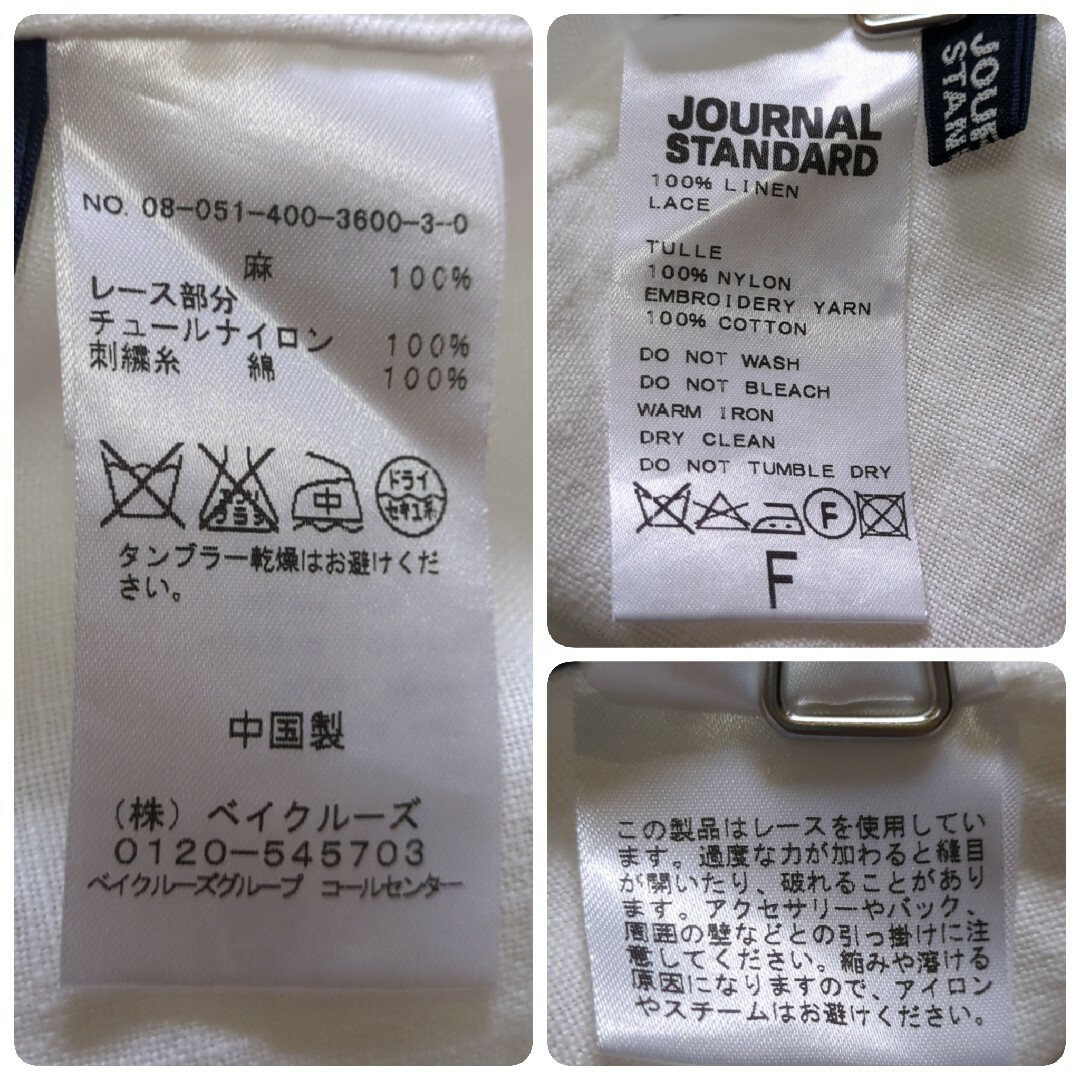 NO. 08-051-400-3600-3-0
麻 100%
レース部分
チュールナイロン 100%
刺繍糸 綿 100%
中
ドライ
セキユ系
タンブラー乾燥はお避けくだ
さい。
中国製
(株) ベイクルーズ
0120-545703
ベイクルーズグループ コールセンター
JOURNAL
STANDARD
100% LINEN
LACE
TULLE
100% NYLON
EMBROIDERY YARN
100% COTTON
DO NOT WASH
DO NOT BLEACH
WARM IRON
DRY CLEAN
DO NOT TUMBLE DRY
F
F
この製品はレースを使用してい
ます。過度な力が加わると縫目
が開いたり、破れることがあり
ます。アクセサリーやバック、
周囲の壁などとの引っ掛けに注
意してください。縮みや溶ける
原因になりますので、アイロン
やスチームはお避けください。